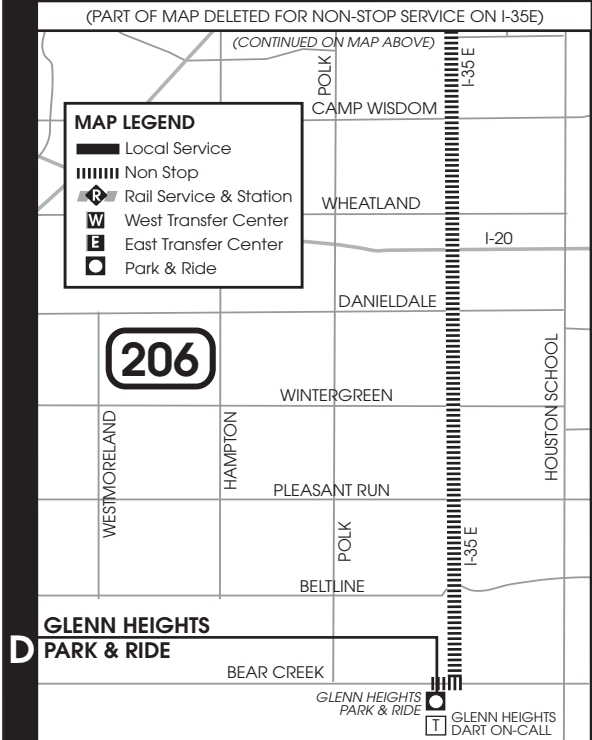 (PART OF MAP DELETED FOR NON-STOP SERVICE ON I-35E)
(CONTINUED ON MAP ABOVE)
POLK
I-35 E
CAMP WISDOM
MAP LEGEND
Local Service
Non Stop
R Rail Service & Station
W West Transfer Center
E East Transfer Center
Park & Ride
WHEATLAND
I-20
DANIELDALE
206
HOUSTON SCHOOL
WINTERGREEN
WESTMORELAND
HAMPTON
PLEASANT RUN
POLK
I-35 E
BELTLINE
D
GLENN HEIGHTS
PARK & RIDE
BEAR CREEK
GLENN HEIGHTS
PARK & RIDE
T
GLENN HEIGHTS
DART ON-CALL